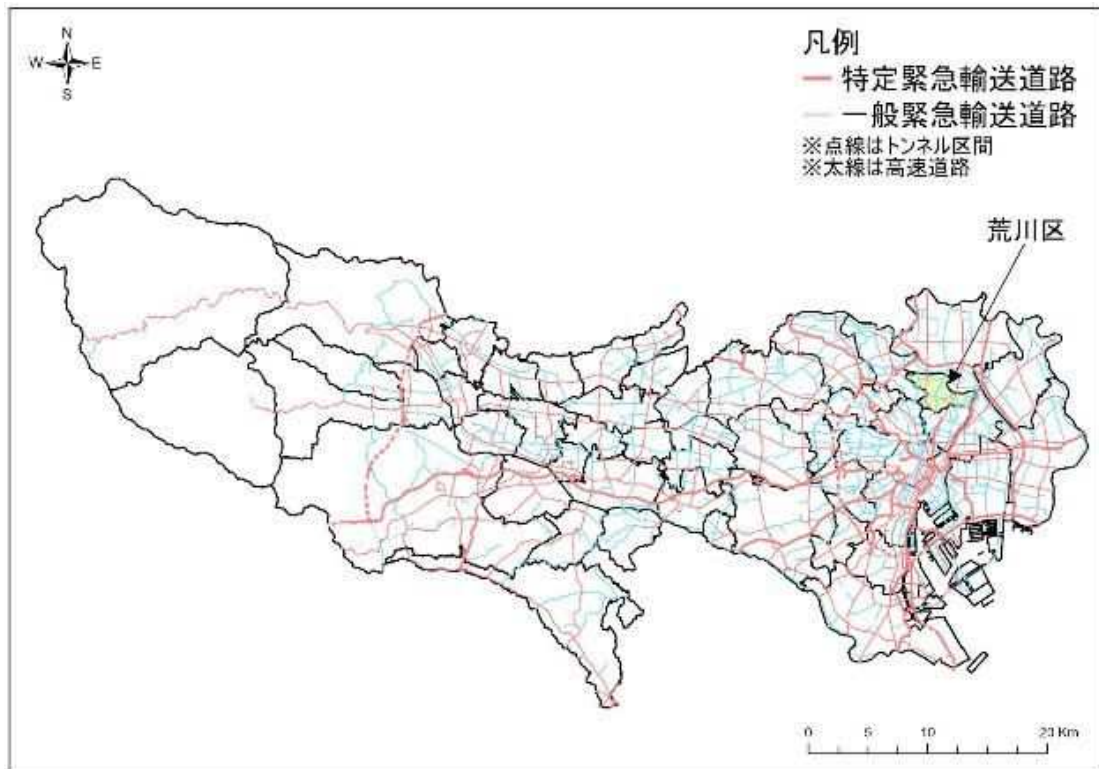 N
W E
S
凡例
特定緊急輸送道路
一般緊急輸送道路
※点線はトンネル区間
※太線は高速道路
荒川区
0 5 10 20 Km